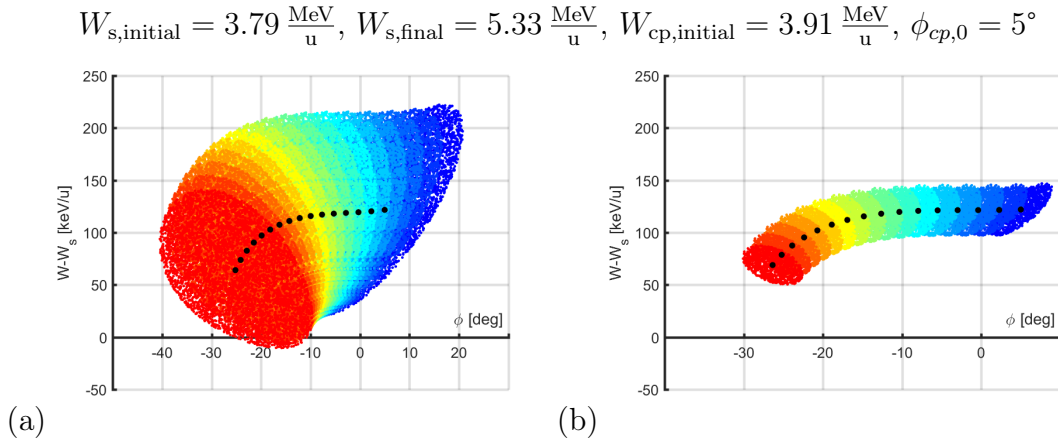 W_s,initial = 3.79 MeV/u, W_s,final = 5.33 MeV/u, W_cp,initial = 3.91 MeV/u, ϕ_cp,0 = 5°
250
200
150
100
50
0
-50
W-W_s [keV/u]
ϕ [deg]
-40 -30 -20 -10 0 10 20
(a)
250
200
150
100
50
0
-50
W-W_s [keV/u]
ϕ [deg]
-30 -20 -10 0
(b)